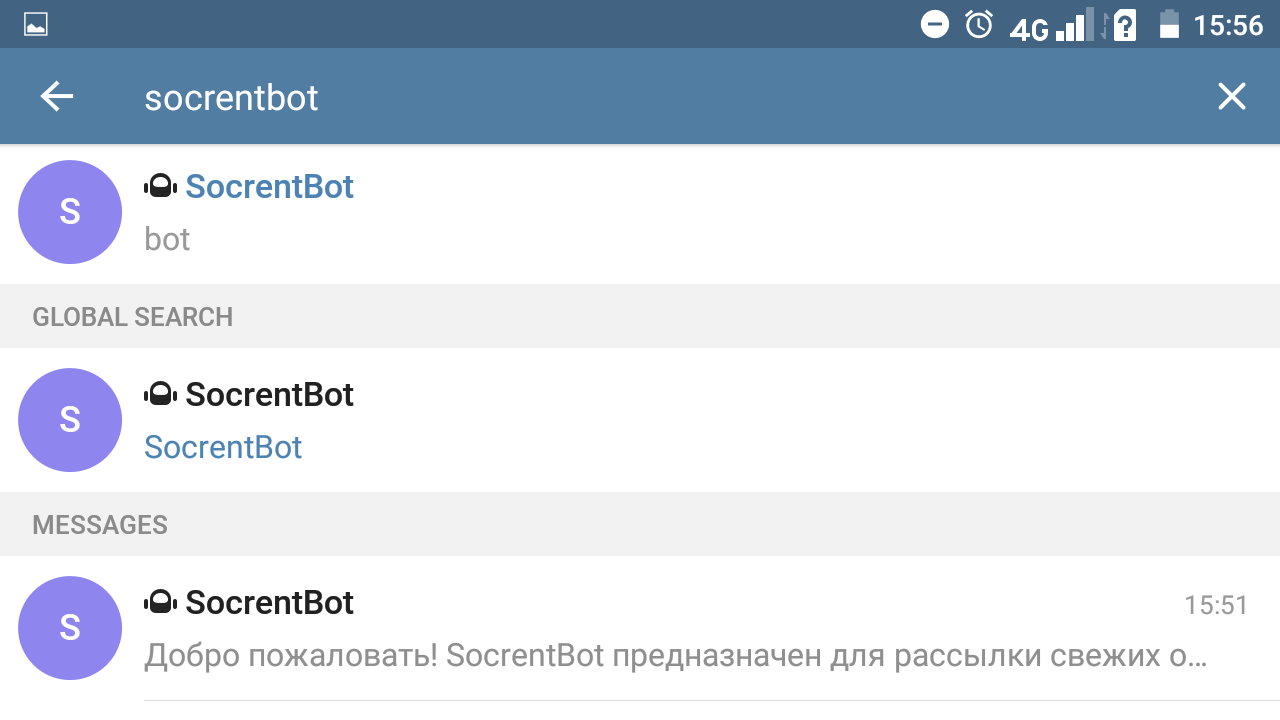 4G 15:56
socrentbot
S
SocrentBot
bot
GLOBAL SEARCH
S
SocrentBot
SocrentBot
MESSAGES
S
SocrentBot 15:51
Добро пожаловать! SocrentBot предназначен для рассылки свежих о...